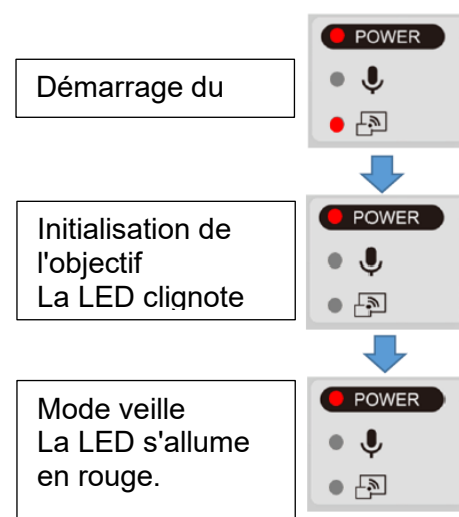 POWER
Démarrage du
POWER
Initialisation de
l'objectif
La LED clignote
POWER
Mode veille
La LED s'allume
en rouge.